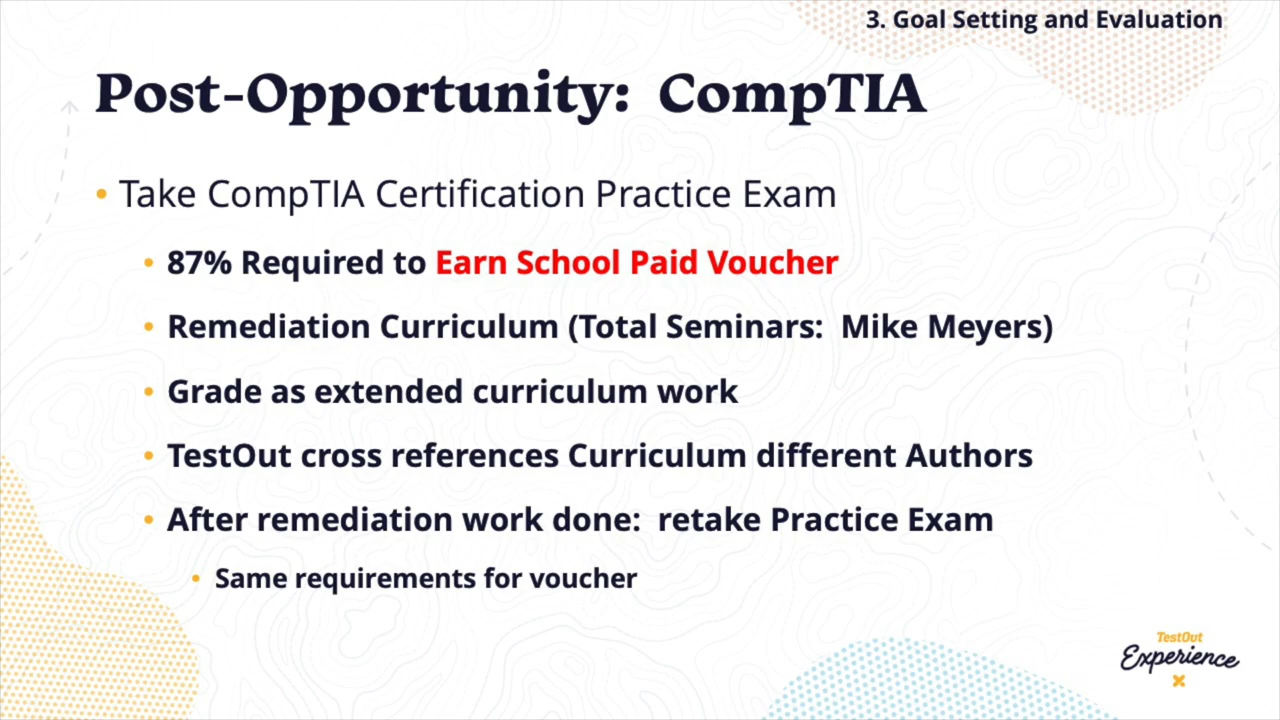 3. Goal Setting and Evaluation
Post-Opportunity: CompTIA
• Take CompTIA Certification Practice Exam
• 87% Required to Earn School Paid Voucher
• Remediation Curriculum (Total Seminars: Mike Meyers)
• Grade as extended curriculum work
• TestOut cross references Curriculum different Authors
• After remediation work done: retake Practice Exam
• Same requirements for voucher
TestOut
Experience